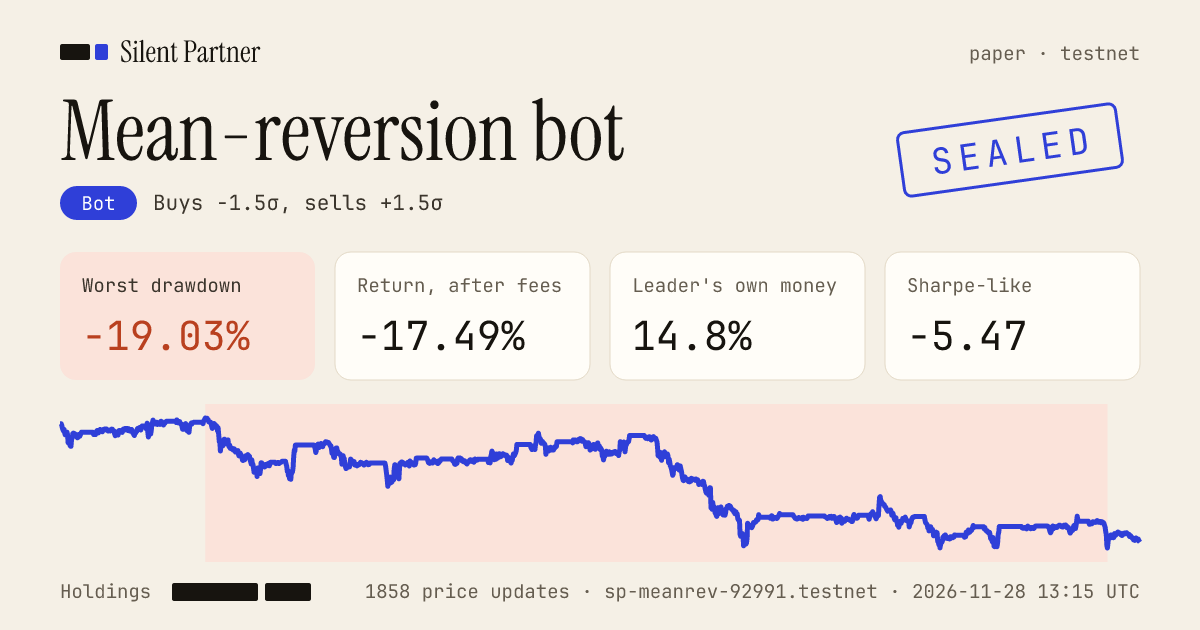 Silent Partner
paper · testnet
Mean-reversion bot
SEALED
Bot
Buys -1.5σ, sells +1.5σ
Worst drawdown
-19.03%
Return, after fees
-17.49%
Leader's own money
14.8%
Sharpe-like
-5.47
Holdings
1858 price updates · sp-meanrev-92991.testnet · 2026-11-28 13:15 UTC